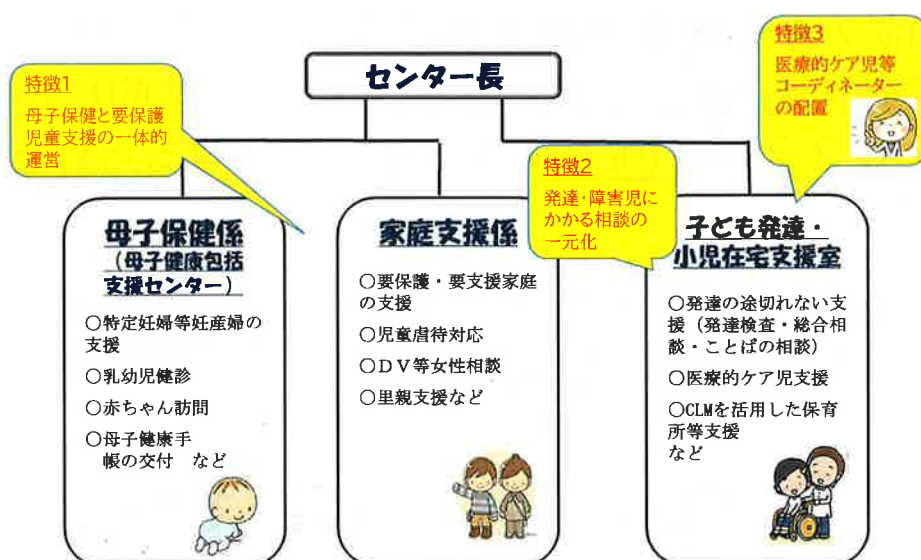 センター長
特徴1
母子保健と要保護
児童支援の一体的
運営
特徴2
発達・障害児に
かかる相談の
一元化
特徴3
医療的ケア児等
コーディネーター
の配置
母子保健係
（母子健康包括
支援センター）
○特定妊婦等妊産婦の
支援
○乳幼児健診
○赤ちゃん訪問
○母子健康手
帳の交付　など
家庭支援係
○要保護・要支援家庭
の支援
○児童虐待対応
○ＤＶ等女性相談
○里親支援など
子ども発達・
小児在宅支援室
○発達の途切れない支
援（発達検査・総合相
談・ことばの相談）
○医療的ケア児支援
○CLMを活用した保育
所等支援
など